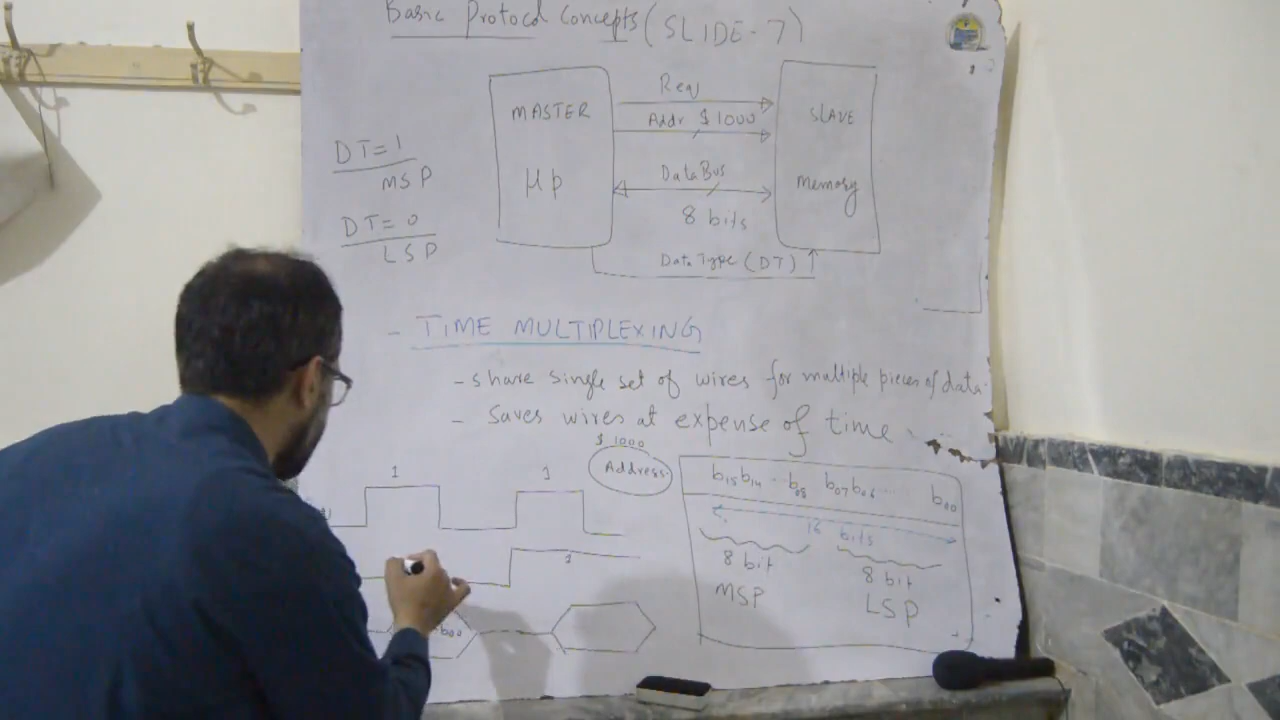 Basic Protocol Concepts (SLIDE-7)
Req
MASTER
Addr $1000
SLAVE
DT=1
MSP
Data Bus
μp
memory
8 bits
DT=0
LSP
Data Type (DT)
- TIME MULTIPLEXING
- share single set of wires for multiple pieces of data.
- Saves wires at expense of time
$ 1000
Address
1
1
b15 b14 ... b08 b07 b06 ... b00
16 bits
1
8 bit
8 bit
MSP
LSP
b00